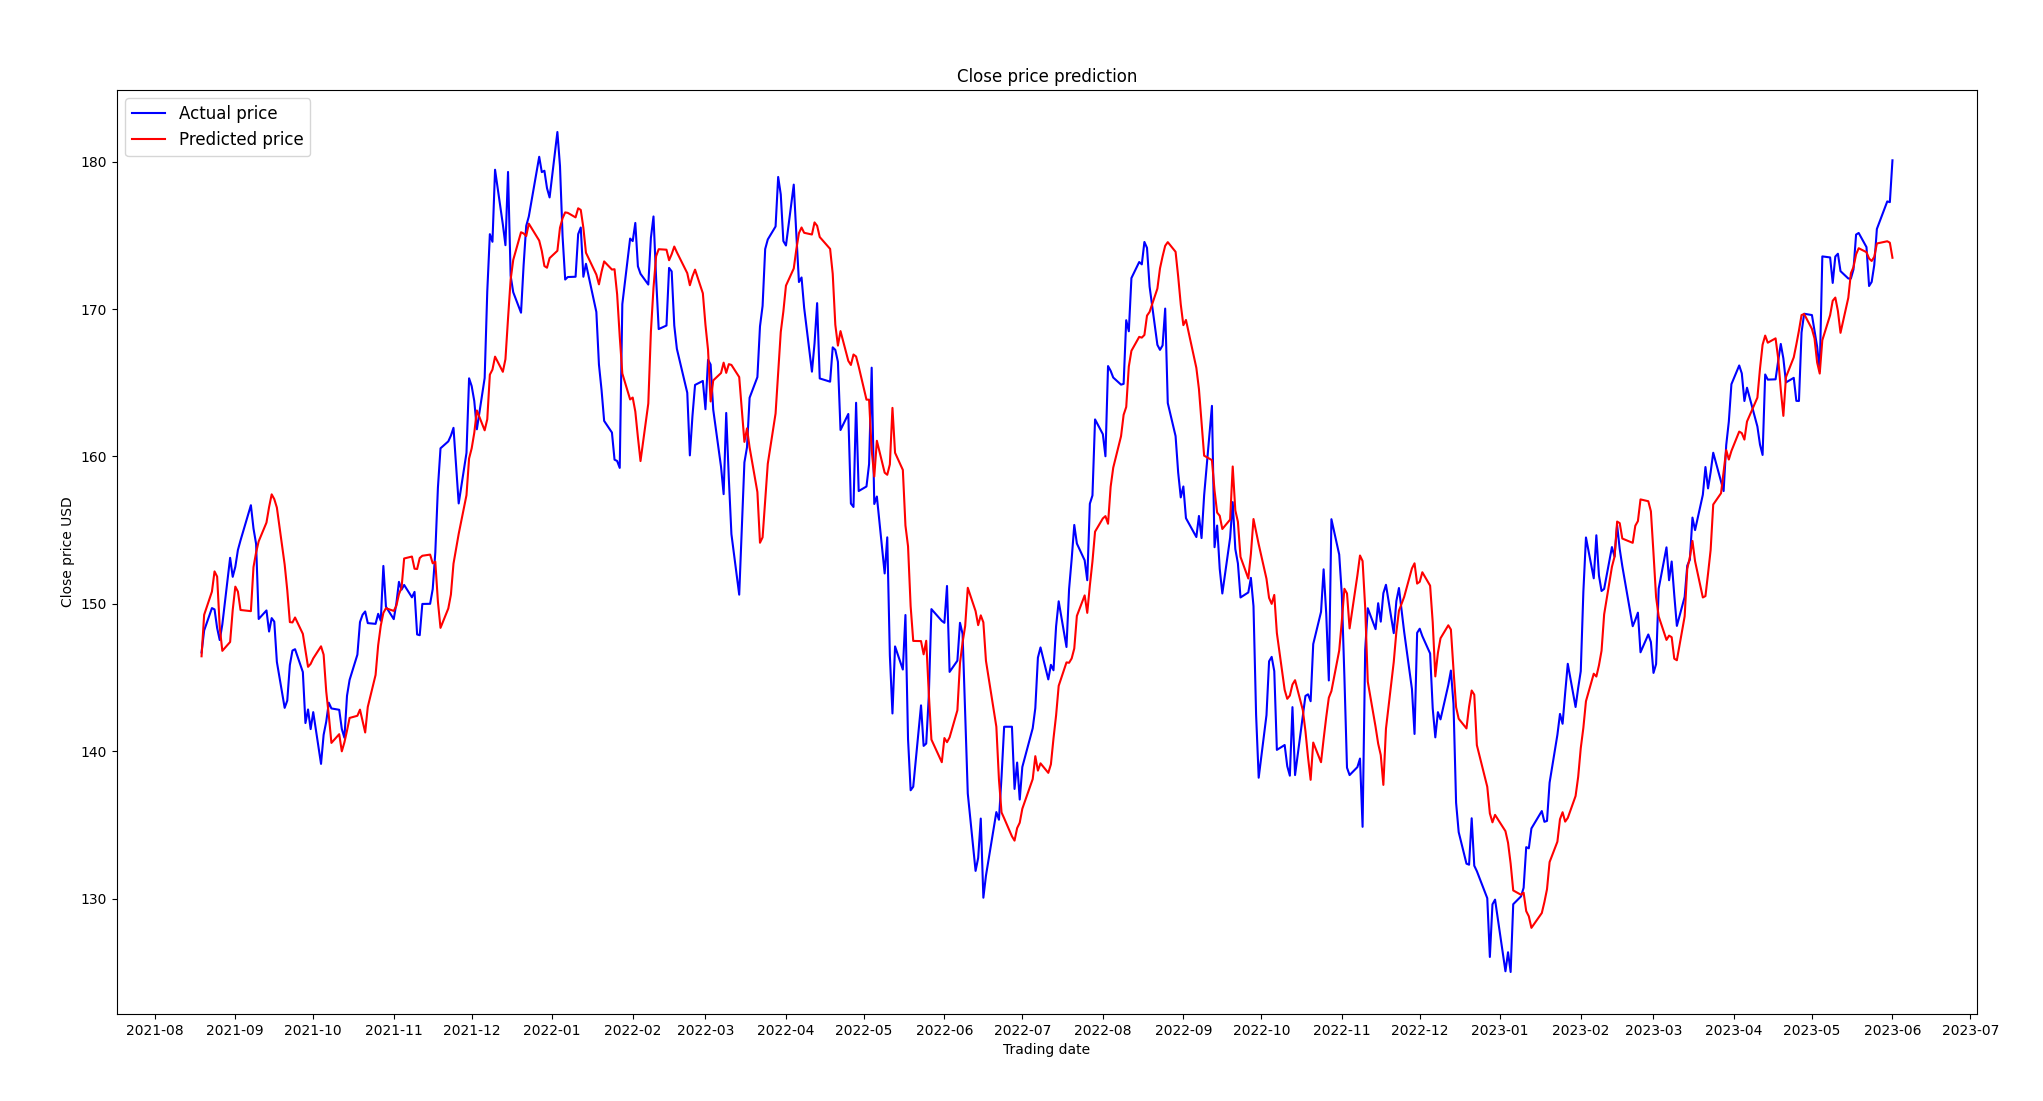 Close price prediction
Actual price
Predicted price
180
170
160
150
140
130
Close price USD
2021-08 2021-09 2021-10 2021-11 2021-12 2022-01 2022-02 2022-03 2022-04 2022-05 2022-06 2022-07 2022-08 2022-09 2022-10 2022-11 2022-12 2023-01 2023-02 2023-03 2023-04 2023-05 2023-06 2023-07
Trading date